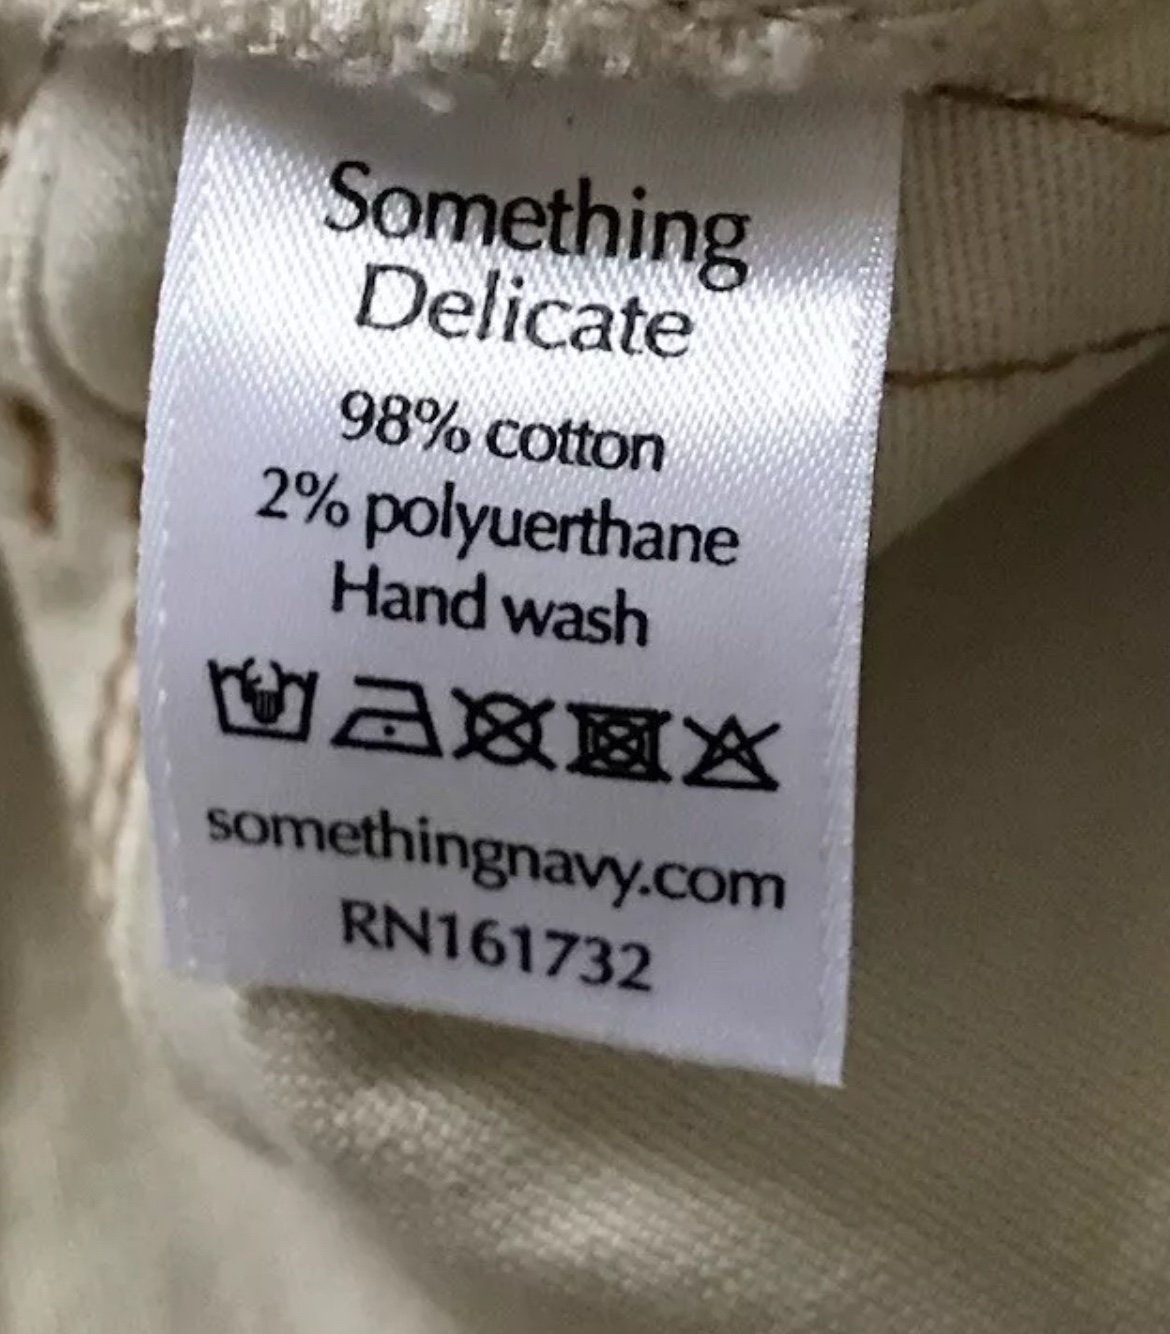 Something
Delicate
98% cotton
2% polyuerthane
Hand wash
somethingnavy.com
RN161732